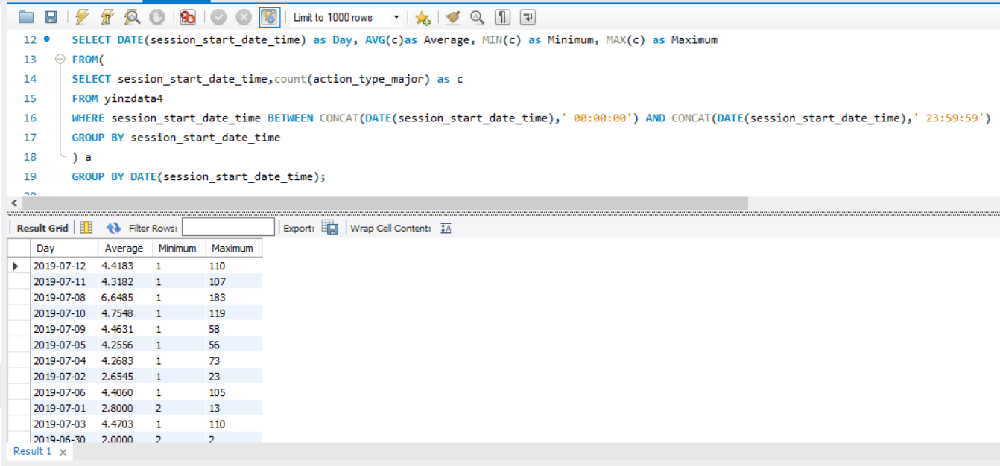 Limit to 1000 rows
12 SELECT DATE(session_start_date_time) as Day, AVG(c)as Average, MIN(c) as Minimum, MAX(c) as Maximum
13 FROM(
14 SELECT session_start_date_time,count(action_type_major) as c
15 FROM yinzdata4
16 WHERE session_start_date_time BETWEEN CONCAT(DATE(session_start_date_time),' 00:00:00') AND CONCAT(DATE(session_start_date_time),' 23:59:59')
17 GROUP BY session_start_date_time
18 ) a
19 GROUP BY DATE(session_start_date_time);
Result Grid Filter Rows: Export: Wrap Cell Content: IA
Day Average Minimum Maximum
2019-07-12 4.4183 1 110
2019-07-11 4.3182 1 107
2019-07-08 6.6485 1 183
2019-07-10 4.7548 1 119
2019-07-09 4.4631 1 58
2019-07-05 4.2556 1 56
2019-07-04 4.2683 1 73
2019-07-02 2.6545 1 23
2019-07-06 4.4060 1 105
2019-07-01 2.8000 2 13
2019-07-03 4.4703 1 110
2019-06-30 2.0000 2 2
Result 1